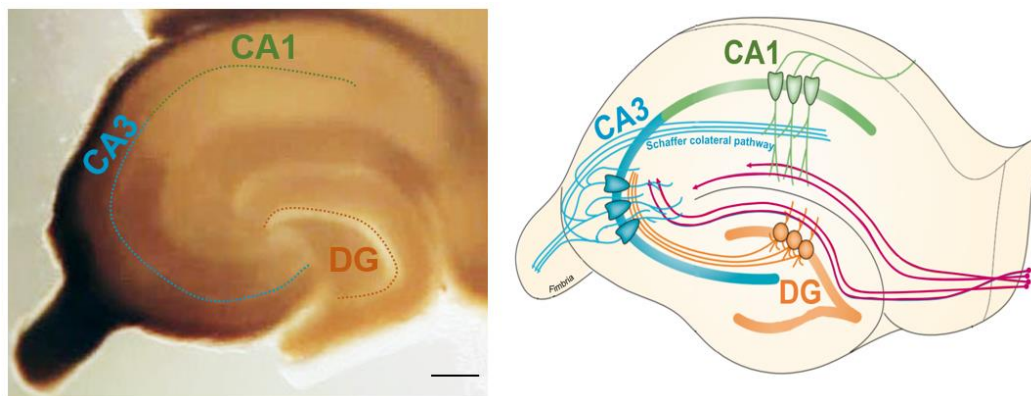 CA1
CA3
DG
CA1
CA3
Schaffer colateral pathway
Fimbria
DG